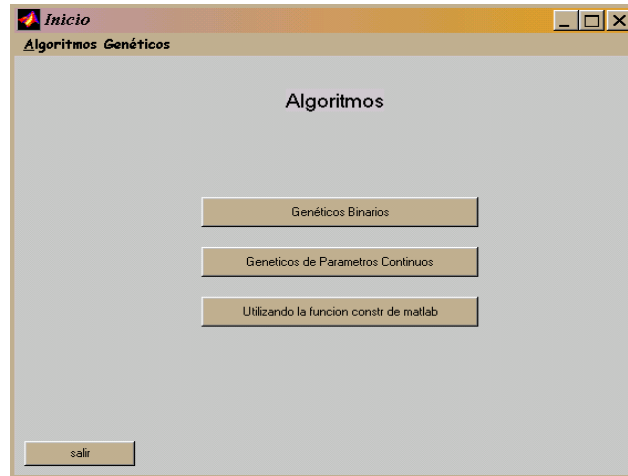 Inicio
Algoritmos Genéticos
Algoritmos
Genéticos Binarios
Geneticos de Parametros Continuos
Utilizando la funcion constr de matlab
salir